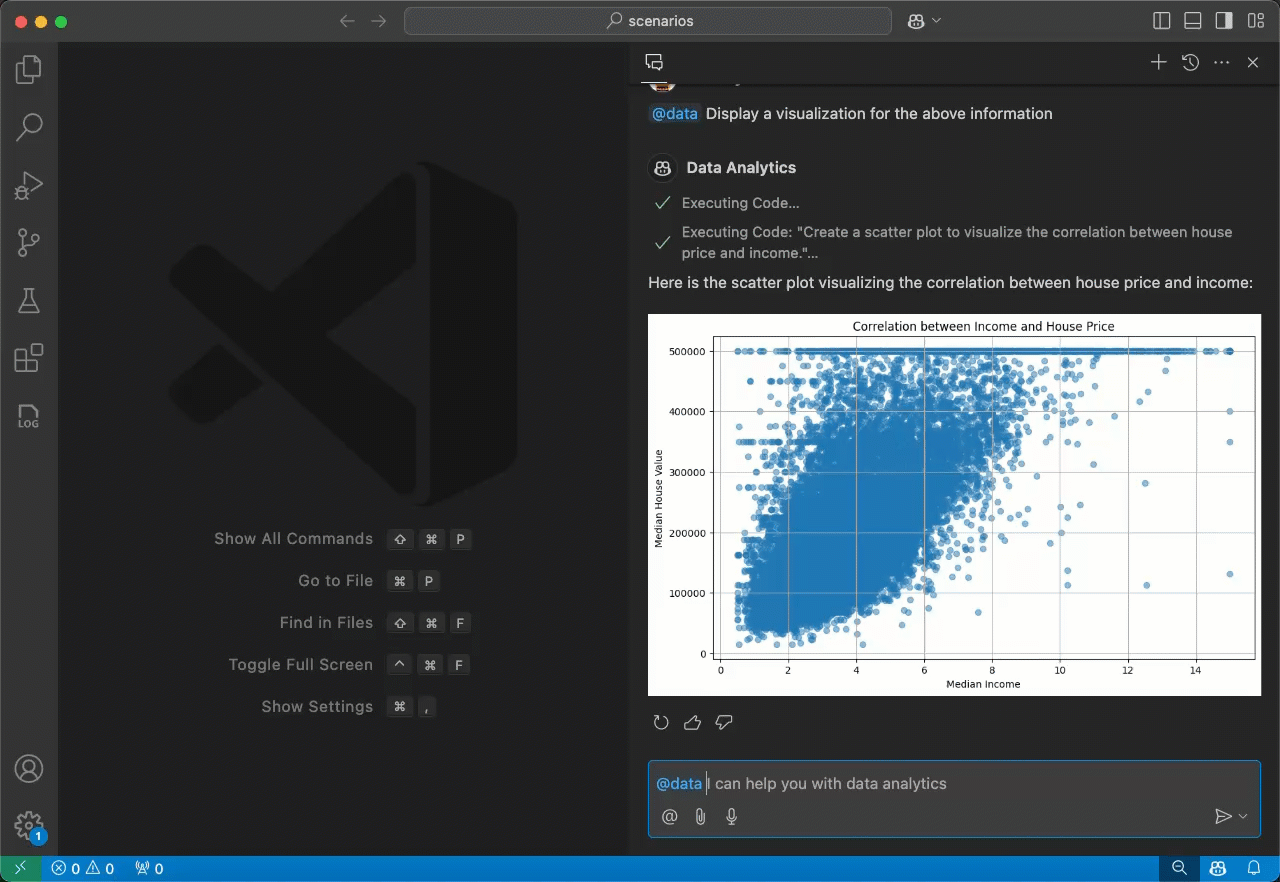 scenarios
@data Display a visualization for the above information
Data Analytics
Executing Code...
Executing Code: "Create a scatter plot to visualize the correlation between house
price and income."...
Here is the scatter plot visualizing the correlation between house price and income:
Correlation between Income and House Price
500000
400000
300000
200000
100000
0
Median House Value
0 2 4 6 8 10 12 14
Median Income
LOG
Show All Commands ⇧ ⌘ P
Go to File ⌘ P
Find in Files ⇧ ⌘ F
Toggle Full Screen ^ ⌘ F
Show Settings ⌘ ,
@data I can help you with data analytics
@
1
0 0 0